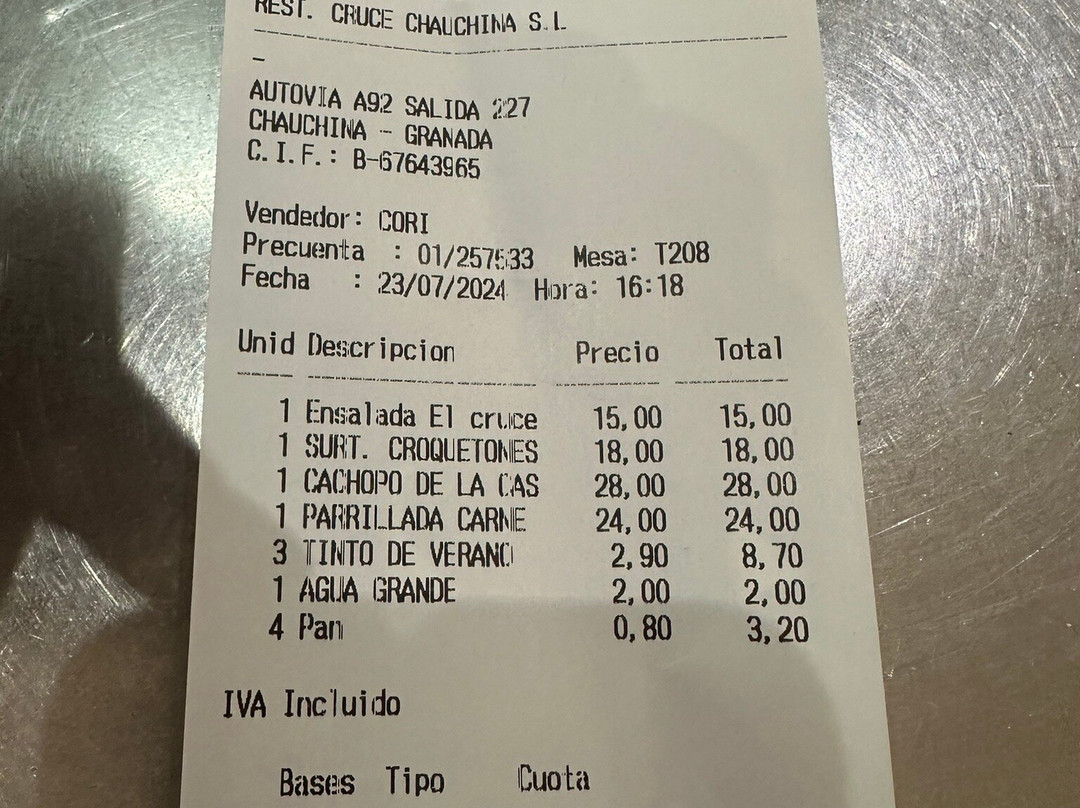 REST. CRUCE CHAUCHINA S.L
AUTOVIA A92 SALIDA 227
CHAUCHINA - GRANADA
C.I.F.: B-67643965
Vendedor: CORI
Precuenta : 01/257533 Mesa: T208
Fecha : 23/07/2024 Hora: 16:18
Unid Descripcion Precio Total
1 Ensalada El cruce 15,00 15,00
1 SURT. CROQUETONES 18,00 18,00
1 CACHOPO DE LA CAS 28,00 28,00
1 PARRILLADA CARNE 24,00 24,00
3 TINTO DE VERANO 2,90 8,70
1 AGUA GRANDE 2,00 2,00
4 Pan 0,80 3,20
IVA Incluido
Bases Tipo Cuota